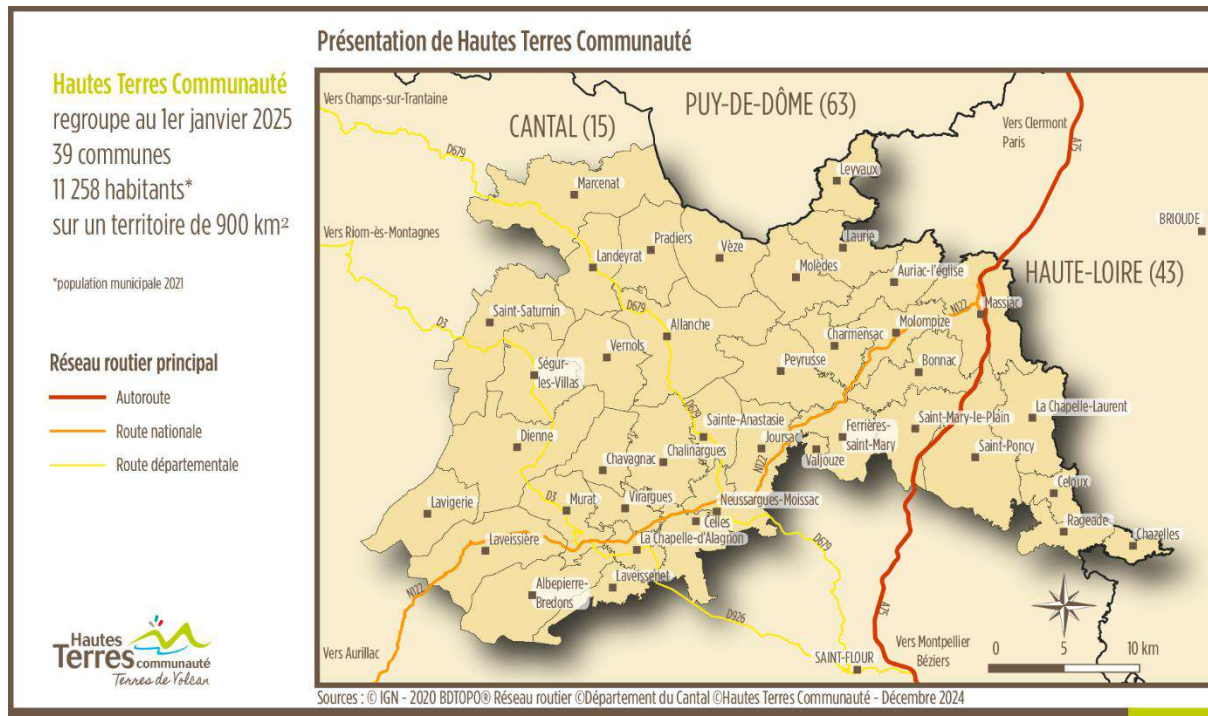 Présentation de Hautes Terres Communauté
Hautes Terres Communauté
regroupe au 1er janvier 2025
39 communes
11 258 habitants*
sur un territoire de 900 km²
*population municipale 2021
Réseau routier principal
Autoroute
Route nationale
Route départementale
Hautes
Terres communauté
Terres de Volcan
Vers Champs-sur-Trantaine
PUY-DE-DÔME (63)
CANTAL (15)
Vers Clermont
Paris
A75
D679
Leyvaux
Marcenat
BRIOUDE
Vers Riom-ès-Montagnes
Pradiers
Vèze
Laurie
Landeyrat
Molèdes
Auriac-l'église
HAUTE-LOIRE (43)
D679
N122
Massiac
Saint-Saturnin
D3
Allanche
Molompize
Charmensac
Vernols
Peyrusse
Bonnac
Ségur-
les-Villas
D679
Sainte-Anastasie
Saint-Mary-le-Plain
La Chapelle-Laurent
Dienne
Joursac
Ferrières-
saint-Mary
Saint-Poncy
Chavagnac
Chalinargues
Valjouze
N122
Celoux
Lavigerie
D3
Murat
Virargues
Neussargues-Moissac
Celles
Rageade
Chazelles
Laveissière
La Chapelle-d'Alagnon
D679
N122
Albepierre-
Bredons
Laveissenet
D926
A75
Vers Aurillac
SAINT-FLOUR
Vers Montpellier
Béziers
0 5 10 km
Sources : © IGN - 2020 BDTOPO® Réseau routier ©Département du Cantal ©Hautes Terres Communauté - Décembre 2024